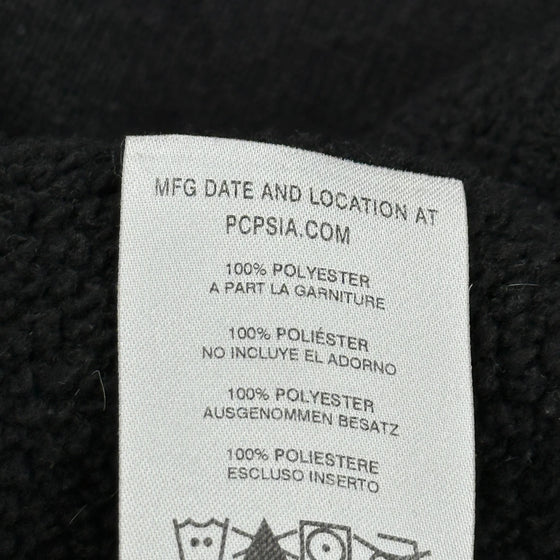 MFG DATE AND LOCATION AT
PCPSIA.COM
100% POLYESTER
A PART LA GARNITURE
100% POLIÉSTER
NO INCLUYE EL ADORNO
100% POLYESTER
AUSGENOMMEN BESATZ
100% POLIESTERE
ESCLUSO INSERTO